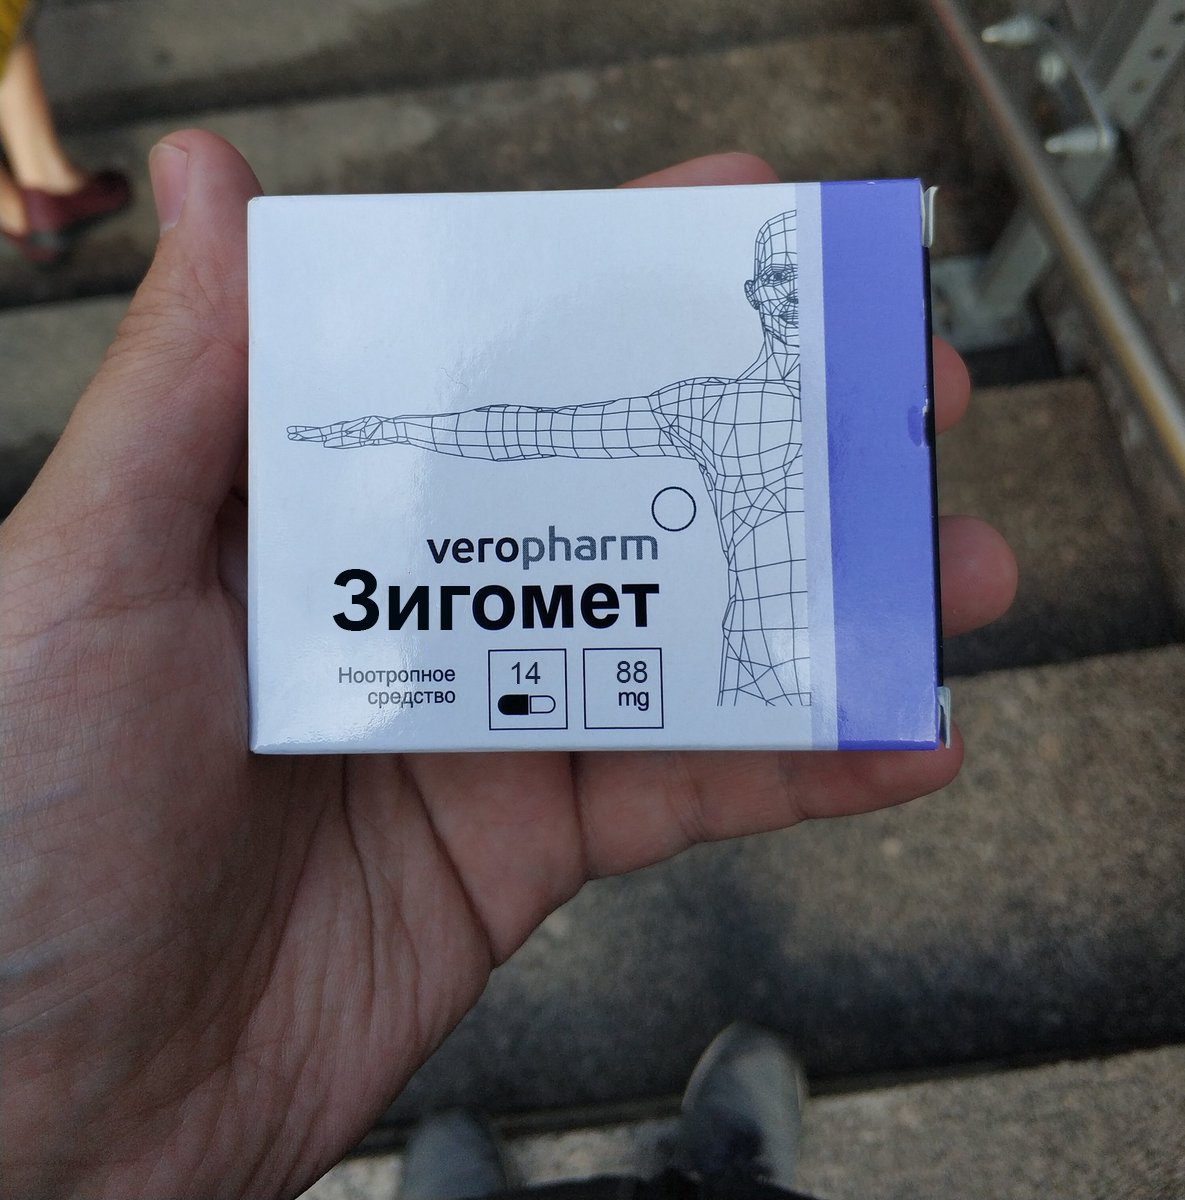 veropharm
Зигомет
Ноотропное
средство
14
88
mg